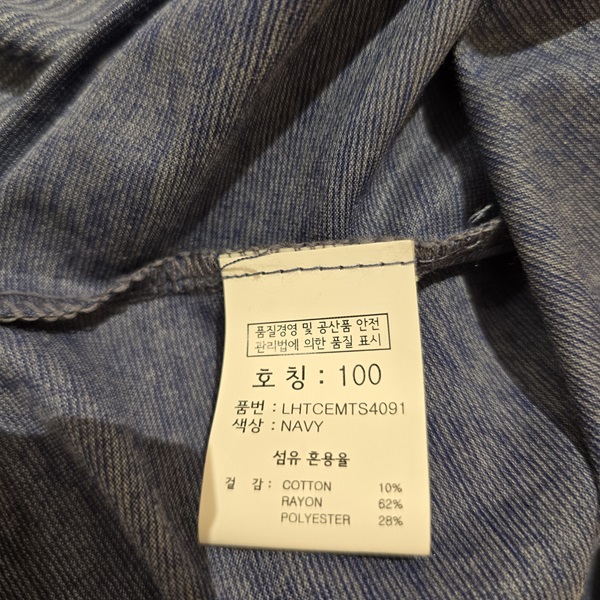 품질경영 및 공산품 안전
관리법에 의한 품질 표시
호 칭 : 100
품번 : LHTCEMTS4091
색상 : NAVY
섬유 혼용율
겉 감 : COTTON 10%
RAYON 62%
POLYESTER 28%